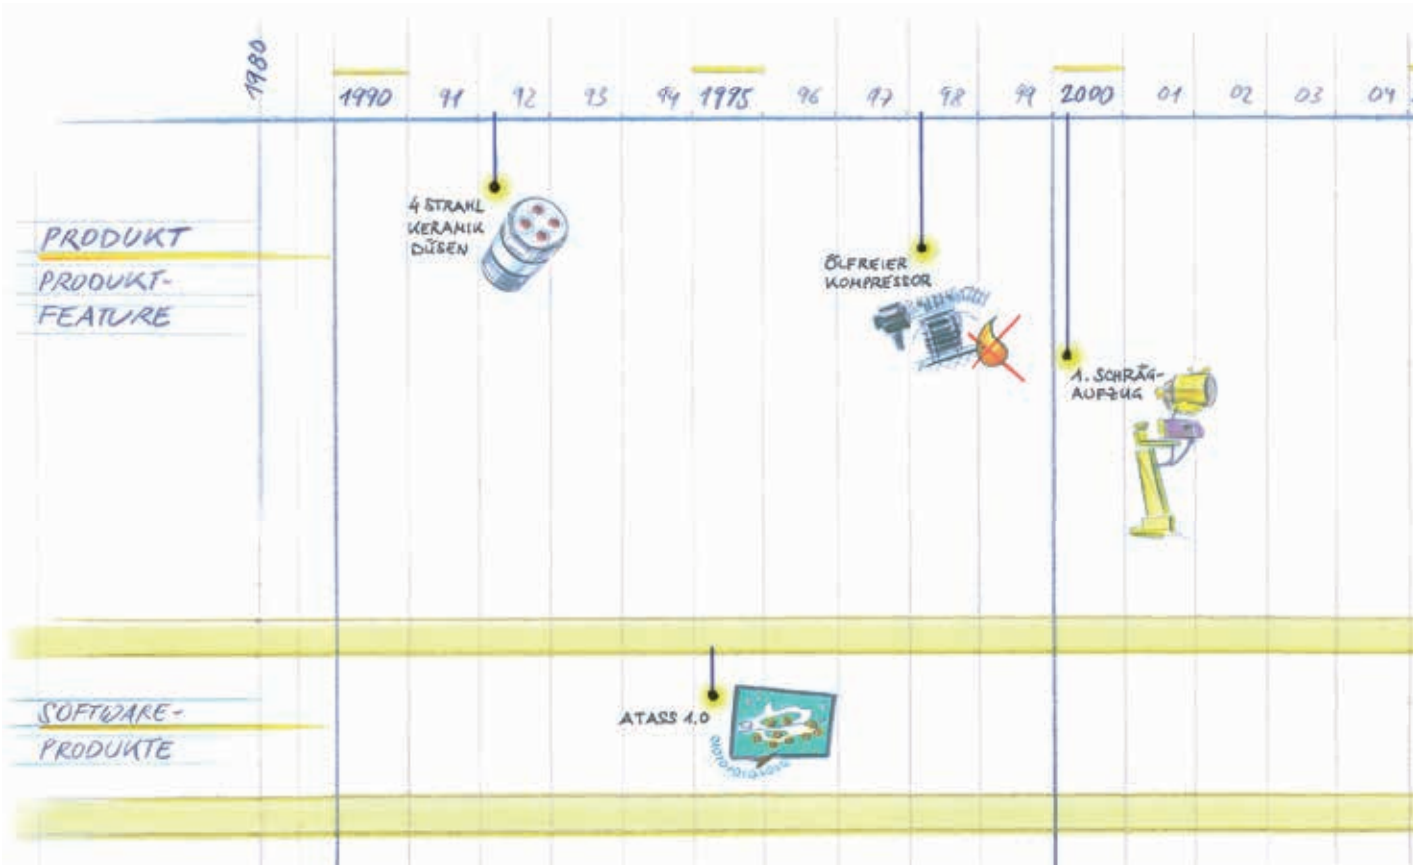 1980
1990 91 92 93 94 1995 96 97 98 99 2000 01 02 03 04
4 STRAHL
KERAMIK
DÜSEN
PRODUKT
PRODUKT-
FEATURE
ÖLFREIER
KOMPRESSOR
1. SCHRÄG-
AUFZUG
SOFTWARE-
PRODUKTE
ATASS 1.0